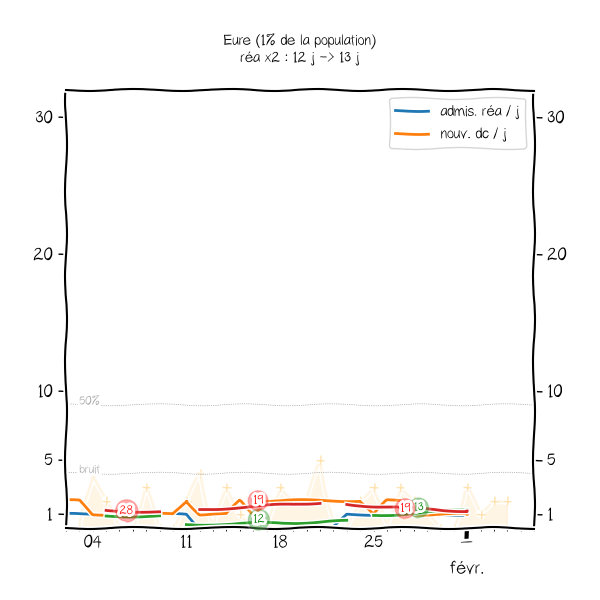 Eure (1% de la population)
réa x2 : 12 j -> 13 j
admis. réa / j
nouv. dc / j
30 30
20 20
10 10
50%
5 5
bruit
1 1
28 19 12 19 13
04 11 18 25 1
févr.